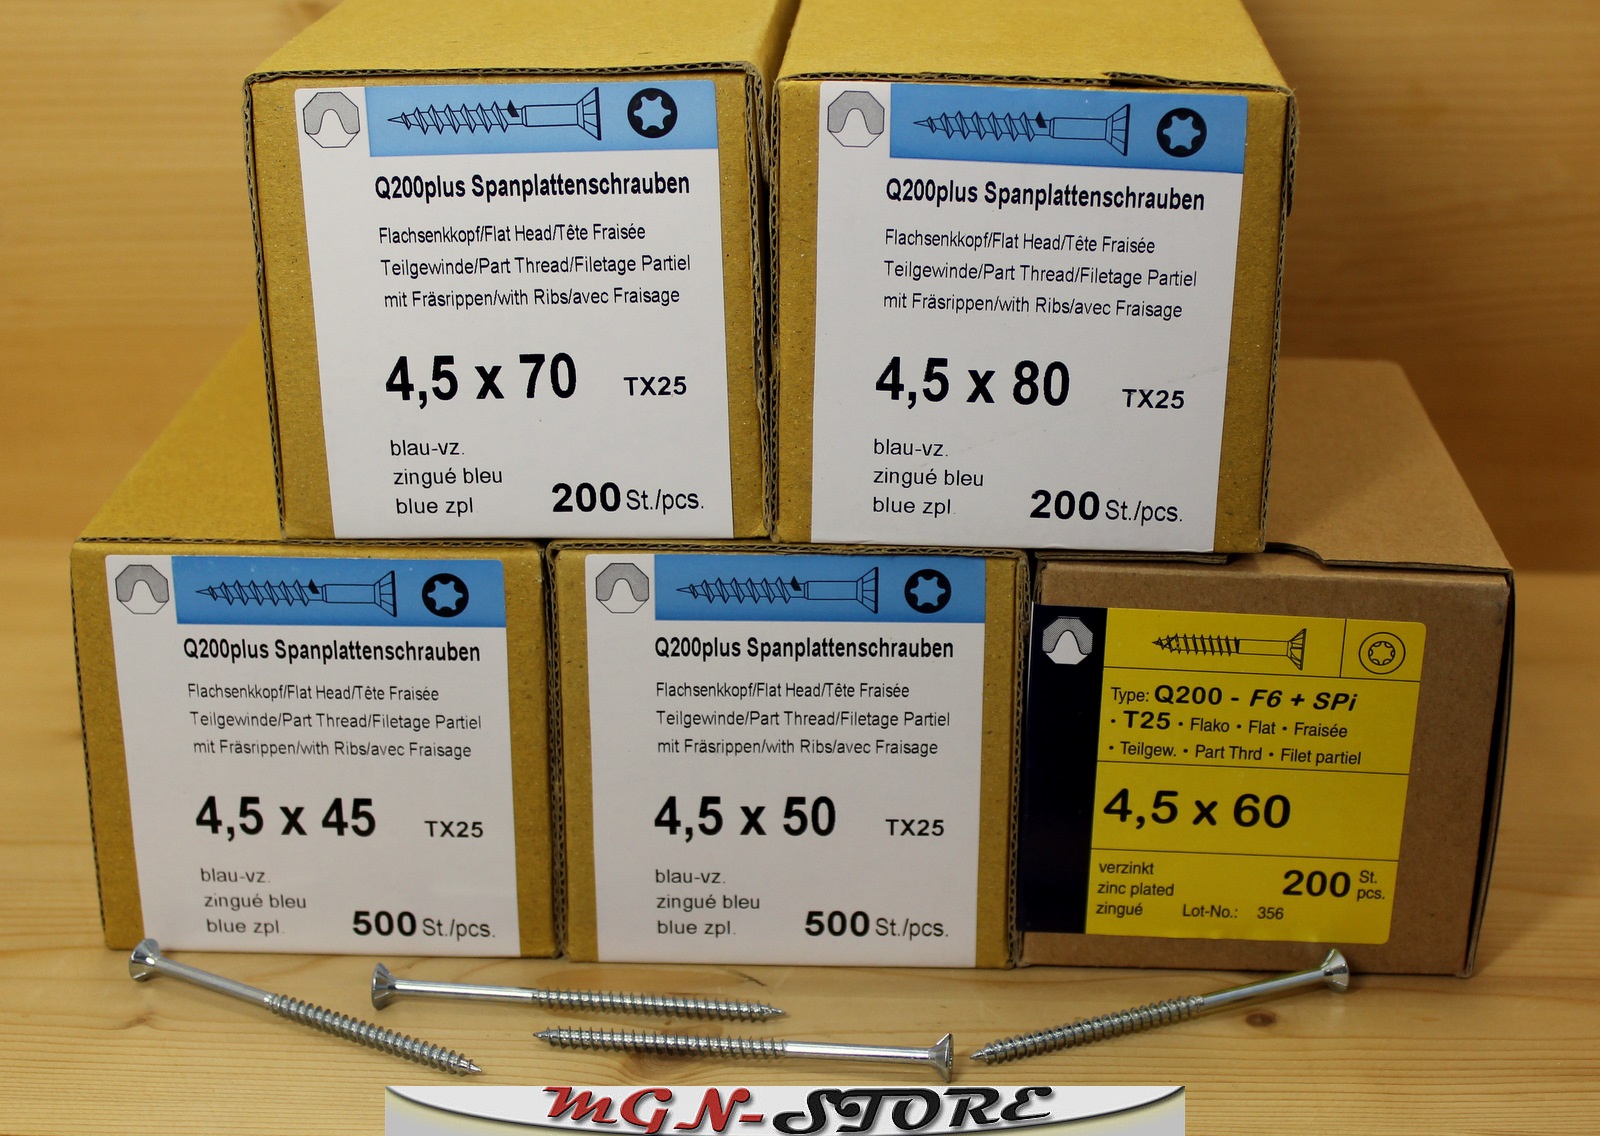 Q200plus Spanplattenschrauben
Flachsenkkopf/Flat Head/Tête Fraisée
Teilgewinde/Part Thread/Filetage Partiel
mit Fräsrippen/with Ribs/avec Fraisage
4,5 x 70 TX25
blau-vz.
zingué bleu
blue zpl
200 St./pcs.
Q200plus Spanplattenschrauben
Flachsenkkopf/Flat Head/Tête Fraisée
Teilgewinde/Part Thread/Filetage Partiel
mit Fräsrippen/with Ribs/avec Fraisage
4,5 x 80 TX25
blau-vz.
zingué bleu
blue zpl.
200 St./pcs.
Q200plus Spanplattenschrauben
Flachsenkkopf/Flat Head/Tête Fraisée
Teilgewinde/Part Thread/Filetage Partiel
mit Fräsrippen/with Ribs/avec Fraisage
4,5 x 45 TX25
blau-vz.
zingué bleu
blue zpl.
500 St./pcs.
Q200plus Spanplattenschrauben
Flachsenkkopf/Flat Head/Tête Fraisée
Teilgewinde/Part Thread/Filetage Partiel
mit Fräsrippen/with Ribs/avec Fraisage
4,5 x 50 TX25
blau-vz.
zingué bleu
blue zpl.
500 St./pcs.
Type: Q200 - F6 + SPi
· T25 · Flako · Flat · Fraisée
· Teilgew. · Part Thrd · Filet partiel
4,5 x 60
verzinkt
zinc plated
zingué
Lot-No.: 356
200 St.
pcs.
MGN-STORE